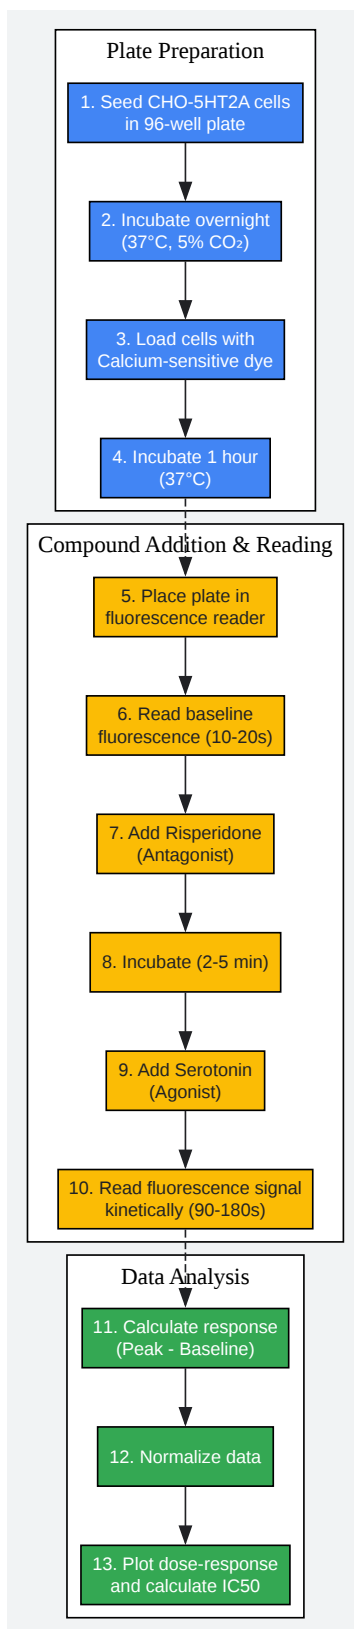 Plate Preparation
1. Seed CHO-5HT2A cells
in 96-well plate
2. Incubate overnight
(37°C, 5% CO₂)
3. Load cells with
Calcium-sensitive dye
4. Incubate 1 hour
(37°C)
Compound Addition & Reading
5. Place plate in
fluorescence reader
6. Read baseline
fluorescence (10-20s)
7. Add Risperidone
(Antagonist)
8. Incubate (2-5 min)
9. Add Serotonin
(Agonist)
10. Read fluorescence signal
kinetically (90-180s)
Data Analysis
11. Calculate response
(Peak - Baseline)
12. Normalize data
13. Plot dose-response
and calculate IC50